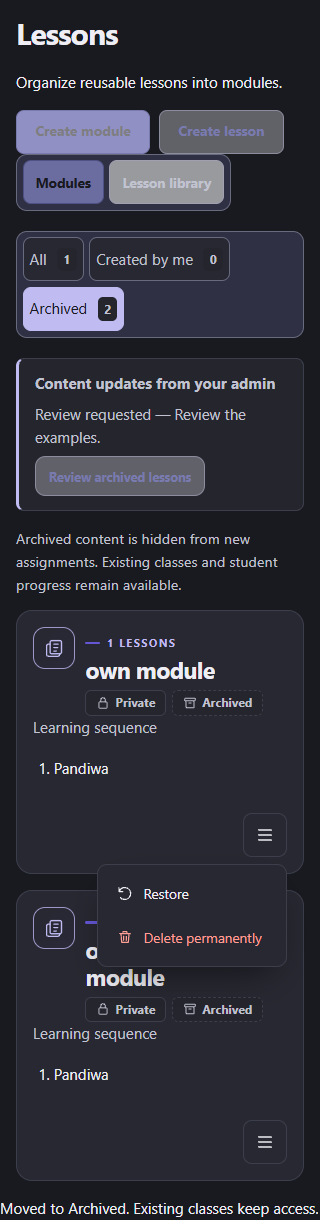 Lessons
Organize reusable lessons into modules.
Create module
Create lesson
Modules
Lesson library
All 1
Created by me 0
Archived 2
Content updates from your admin
Review requested — Review the
examples.
Review archived lessons
Archived content is hidden from new
assignments. Existing classes and student
progress remain available.
1 LESSONS
own module
Private
Archived
Learning sequence
1. Pandiwa
Restore
Delete permanently
module
Private
Archived
Learning sequence
1. Pandiwa
Moved to Archived. Existing classes keep access.